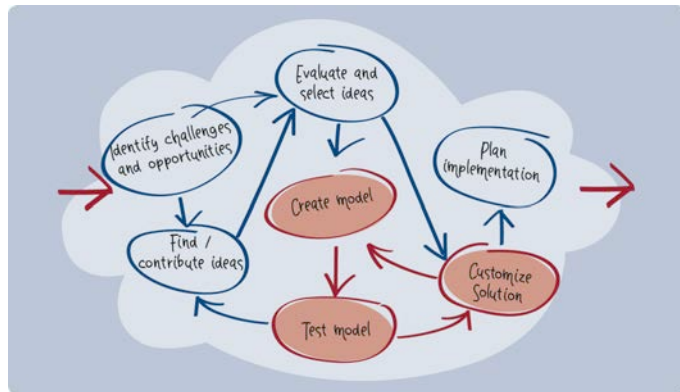 Identify challenges
and opportunities
Find /
contribute ideas
Evaluate and
select ideas
Create model
Test model
Customize
Solution
Plan
implementation